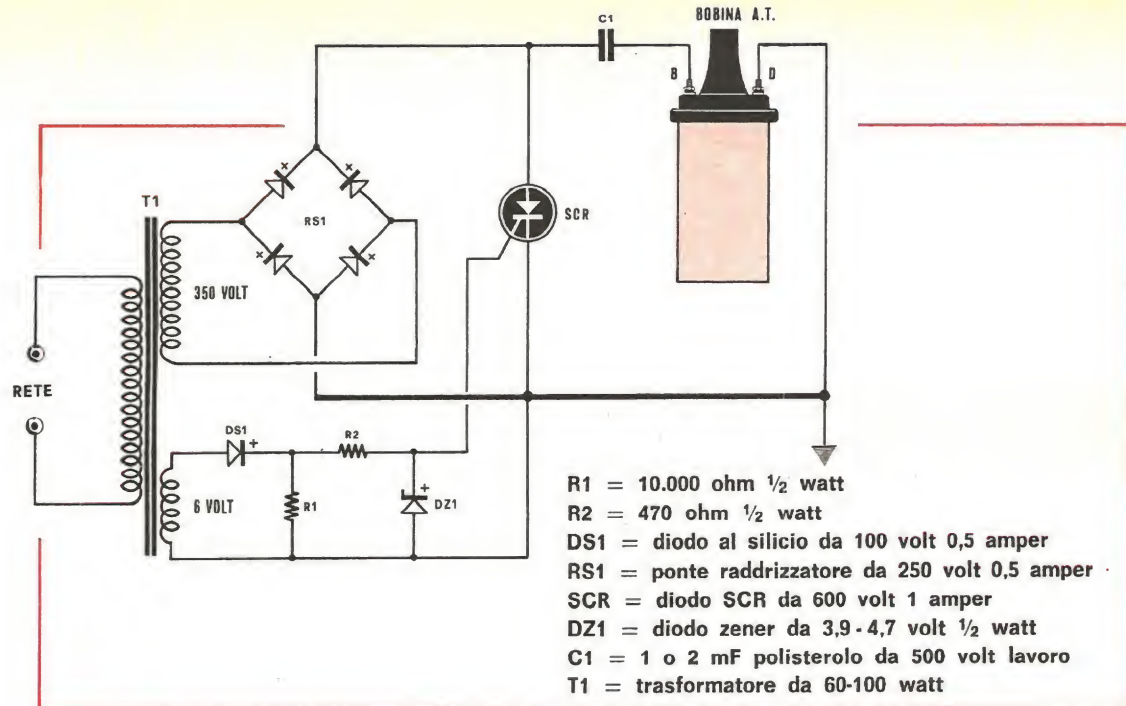 C1
BOBINA A.T.
B
D
T1
RS1
SCR
350 VOLT
RETE
DS1
+
R2
6 VOLT
R1
+
DZ1
R1 = 10.000 ohm ½ watt
R2 = 470 ohm ½ watt
DS1 = diodo al silicio da 100 volt 0,5 amper
RS1 = ponte raddrizzatore da 250 volt 0,5 amper
SCR = diodo SCR da 600 volt 1 amper
DZ1 = diodo zener da 3,9 - 4,7 volt ½ watt
C1 = 1 o 2 mF polisterolo da 500 volt lavoro
T1 = trasformatore da 60-100 watt